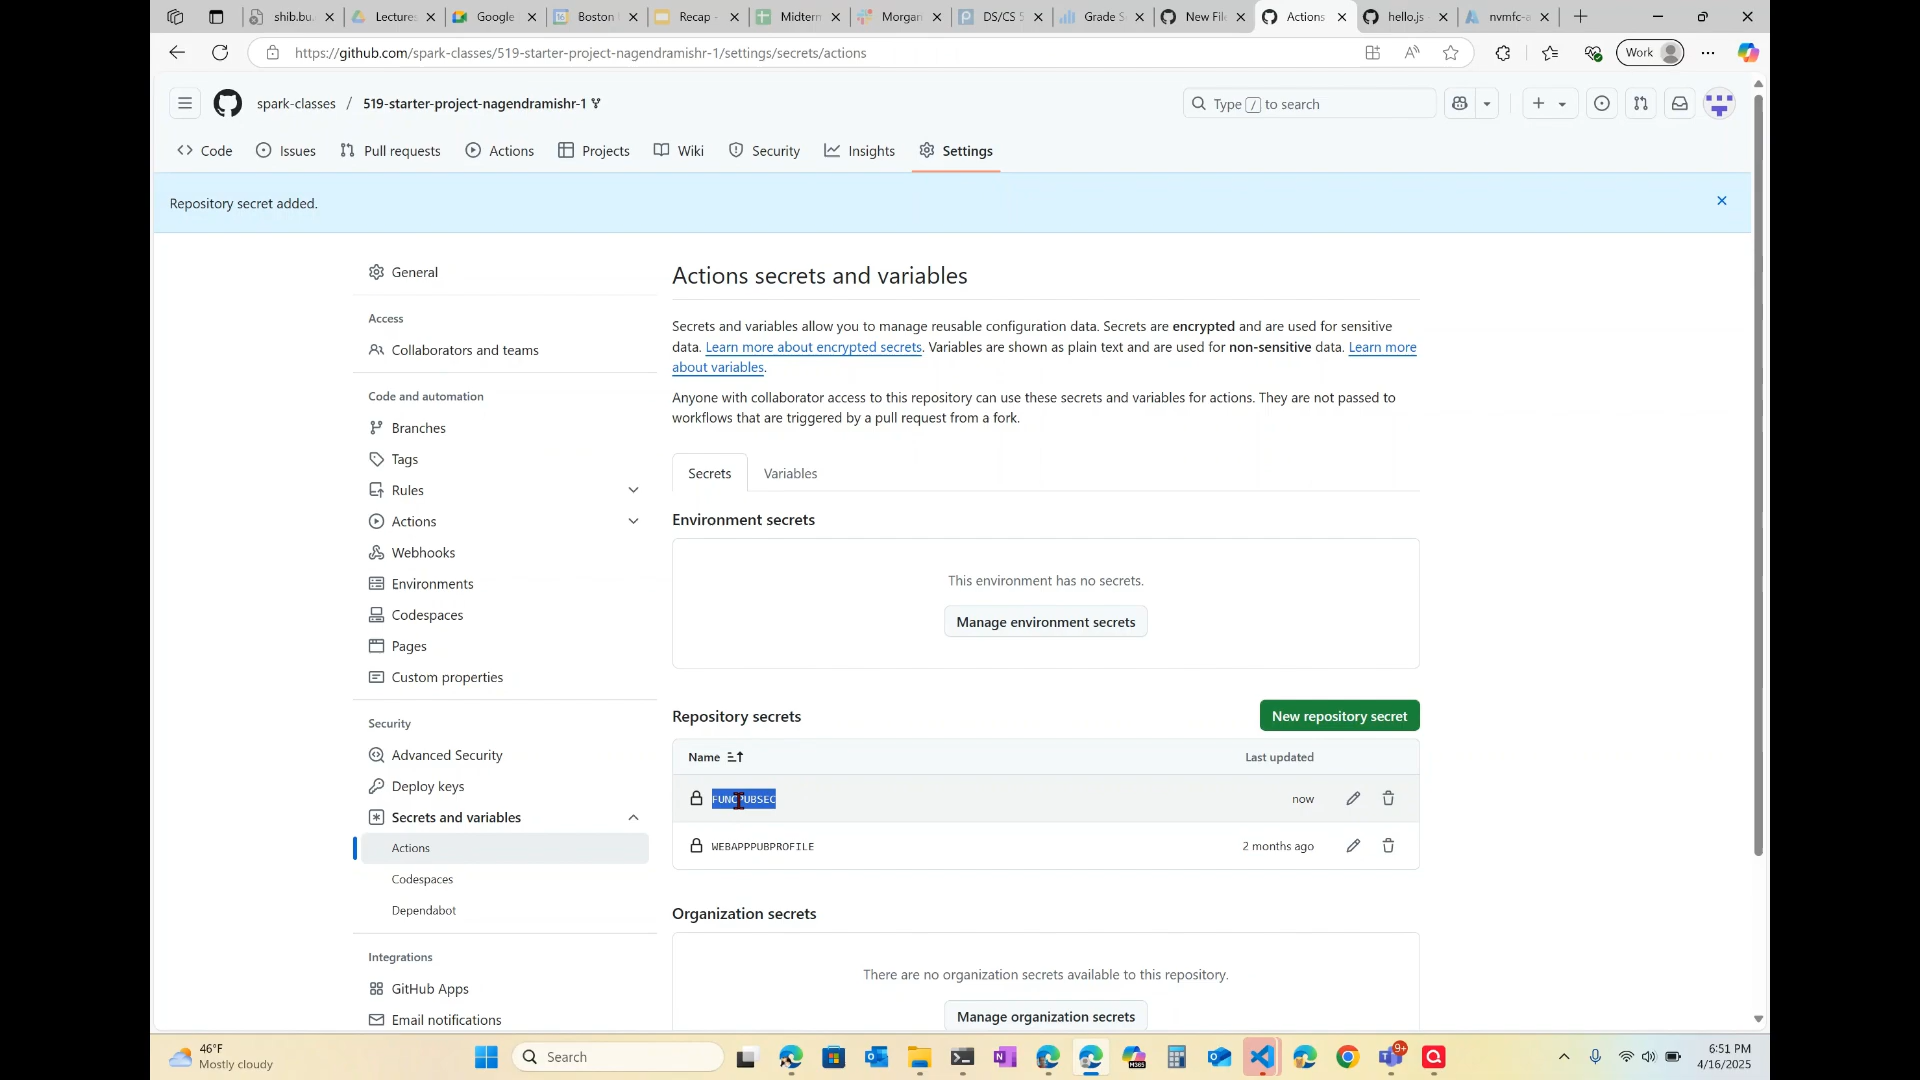 shib.bu.
Lectures
Google
Boston
Recap -
Midterm
Morgan
DS/CS 5
Grade S
New File
Actions
hello.js
nvmfc-a
https://github.com/spark-classes/519-starter-project-nagendramishr-1/settings/secrets/actions
Work
spark-classes / 519-starter-project-nagendramishr-1
Type / to search
Code
Issues
Pull requests
Actions
Projects
Wiki
Security
Insights
Settings
Repository secret added.
General
Access
Collaborators and teams
Code and automation
Branches
Tags
Rules
Actions
Webhooks
Environments
Codespaces
Pages
Custom properties
Security
Advanced Security
Deploy keys
Secrets and variables
Actions
Codespaces
Dependabot
Integrations
GitHub Apps
Email notifications
Actions secrets and variables
Secrets and variables allow you to manage reusable configuration data. Secrets are encrypted and are used for sensitive
data. Learn more about encrypted secrets. Variables are shown as plain text and are used for non-sensitive data. Learn more
about variables.
Anyone with collaborator access to this repository can use these secrets and variables for actions. They are not passed to
workflows that are triggered by a pull request from a fork.
Secrets
Variables
Environment secrets
This environment has no secrets.
Manage environment secrets
Repository secrets
New repository secret
Name
Last updated
FUNCPUBSEC
now
WEBAPPPUBPROFILE
2 months ago
Organization secrets
There are no organization secrets available to this repository.
Manage organization secrets
46°F
Mostly cloudy
Search
M365
9+
6:51 PM
4/16/2025